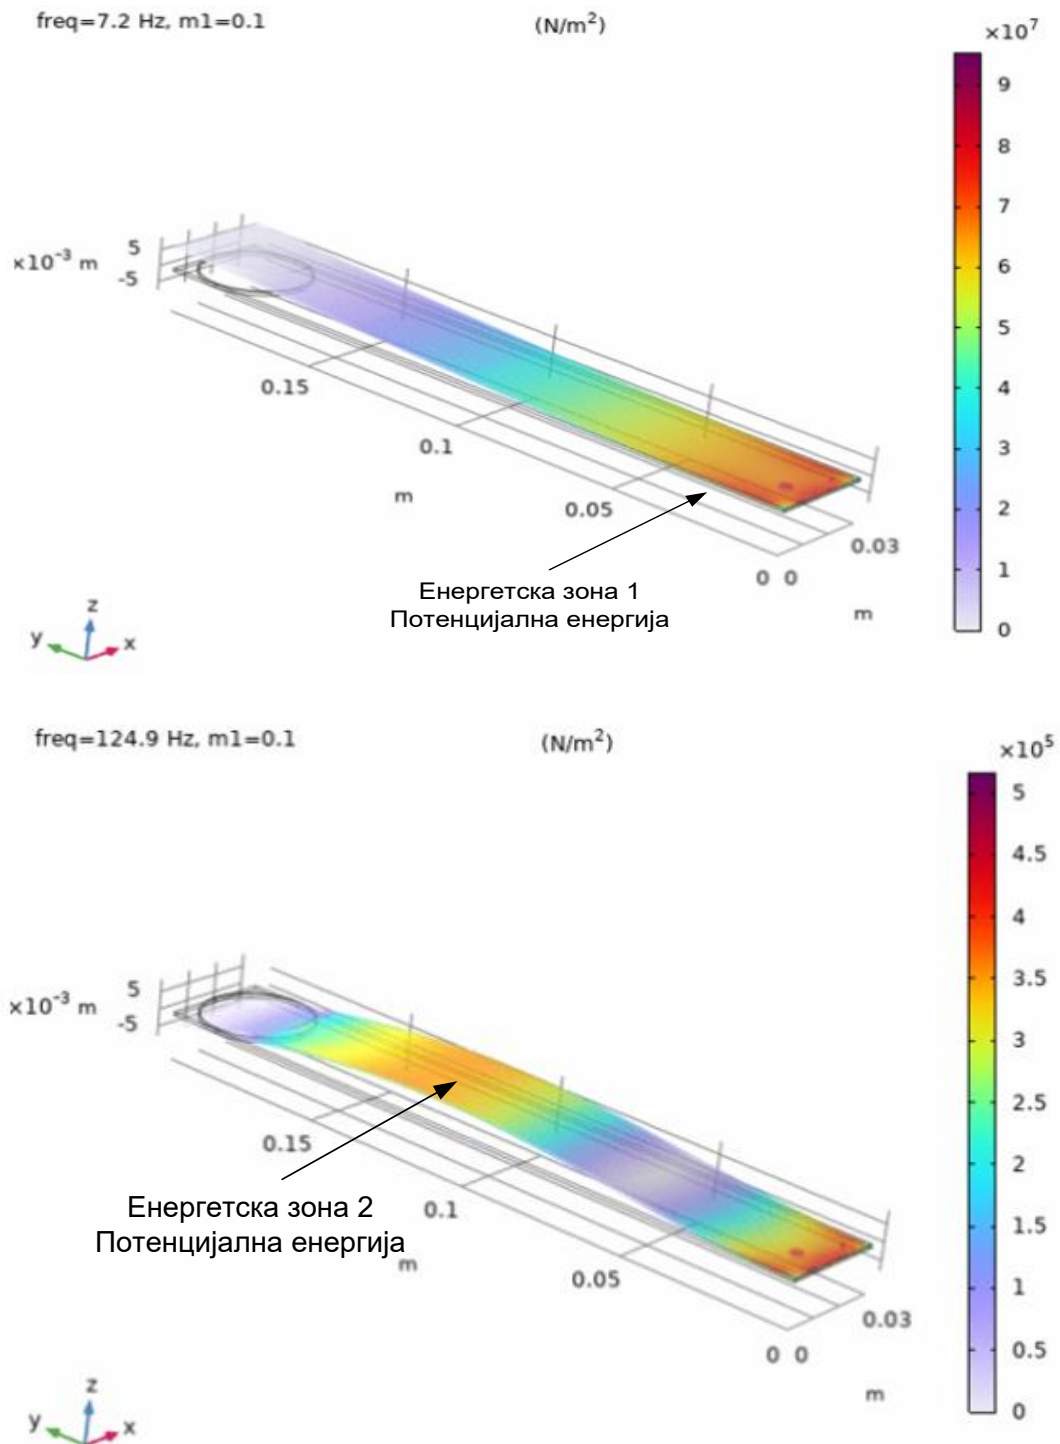 freq=7.2 Hz, m1=0.1
(N/m²)
×10⁷
9
8
7
6
5
4
3
2
1
0
5
×10⁻³ m
-5
0.15
0.1
m
0.05
0.03
0 0
m
Енергетска зона 1
Потенцијална енергија
z
y
x
freq=124.9 Hz, m1=0.1
(N/m²)
×10⁵
5
4.5
4
3.5
3
2.5
2
1.5
1
0.5
0
5
×10⁻³ m
-5
0.15
0.1
m
0.05
0.03
0 0
m
Енергетска зона 2
Потенцијална енергија
z
y
x